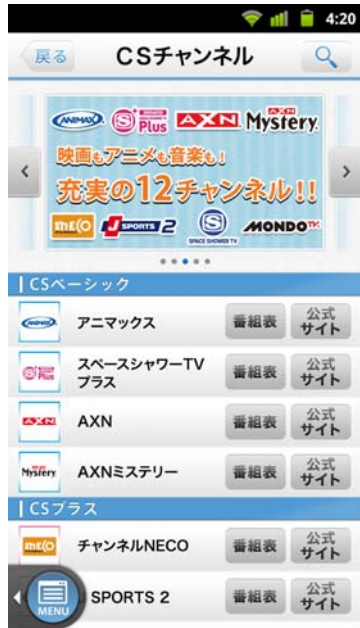 4:20
戻る
CSチャンネル
ANIMAX
Plus
AXN
AXN
Mystery
映画もアニメも音楽も!
充実の12チャンネル!!
NECO
J SPORTS 2
S
SPACE SHOWER TV
MONDO TV
CSベーシック
ANIMAX
アニマックス
番組表
公式
サイト
Plus
スペースシャワーTV
プラス
番組表
公式
サイト
AXN
AXN
番組表
公式
サイト
Mystery
AXNミステリー
番組表
公式
サイト
CSプラス
NECO
チャンネルNECO
番組表
公式
サイト
MENU
SPORTS 2
番組表
公式
サイト